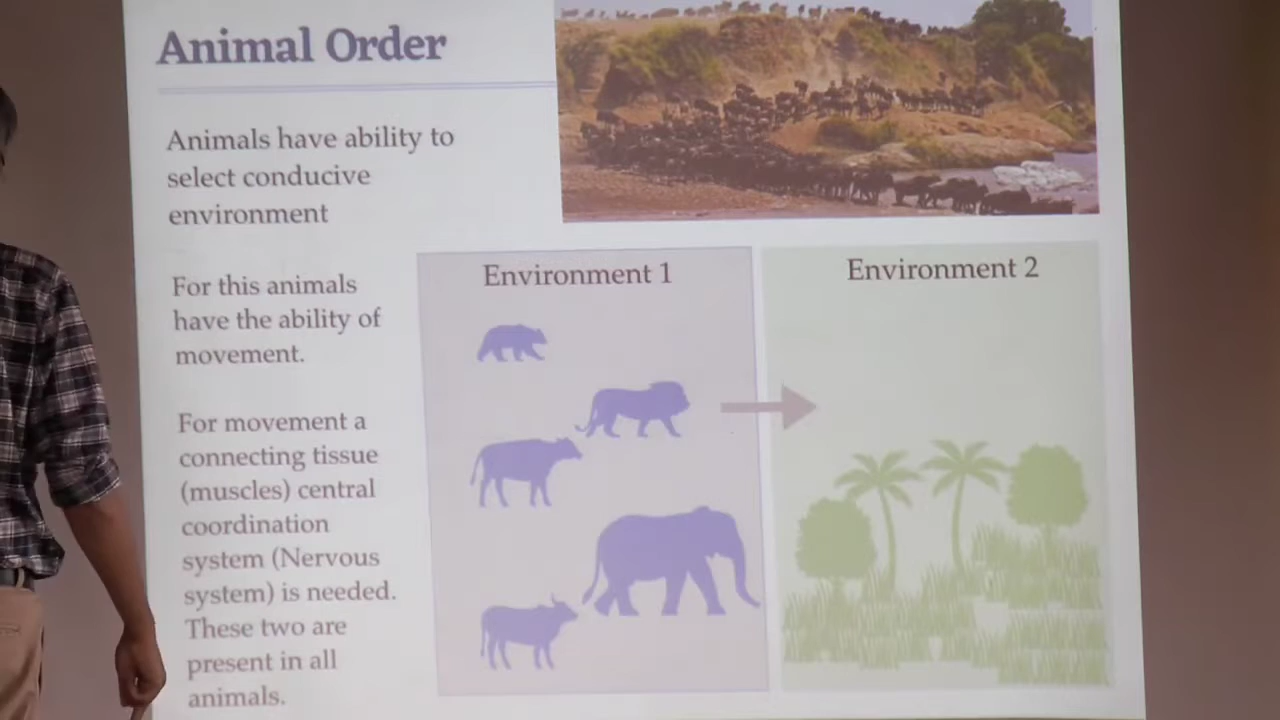 Animal Order
Animals have ability to
select conducive
environment
For this animals
have the ability of
movement.
For movement a
connecting tissue
(muscles) central
coordination
system (Nervous
system) is needed.
These two are
present in all
animals.
Environment 1
Environment 2